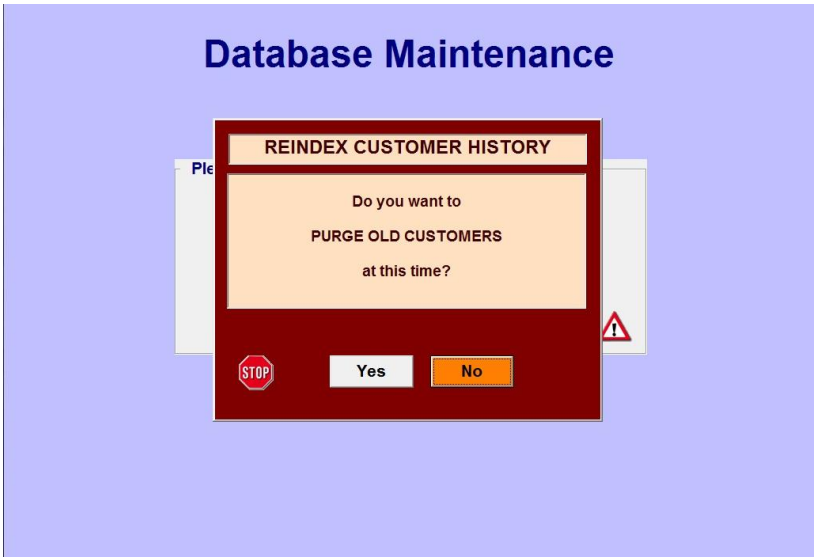 Database Maintenance
REINDEX CUSTOMER HISTORY
Ple
Do you want to
PURGE OLD CUSTOMERS
at this time?
STOP
Yes
No